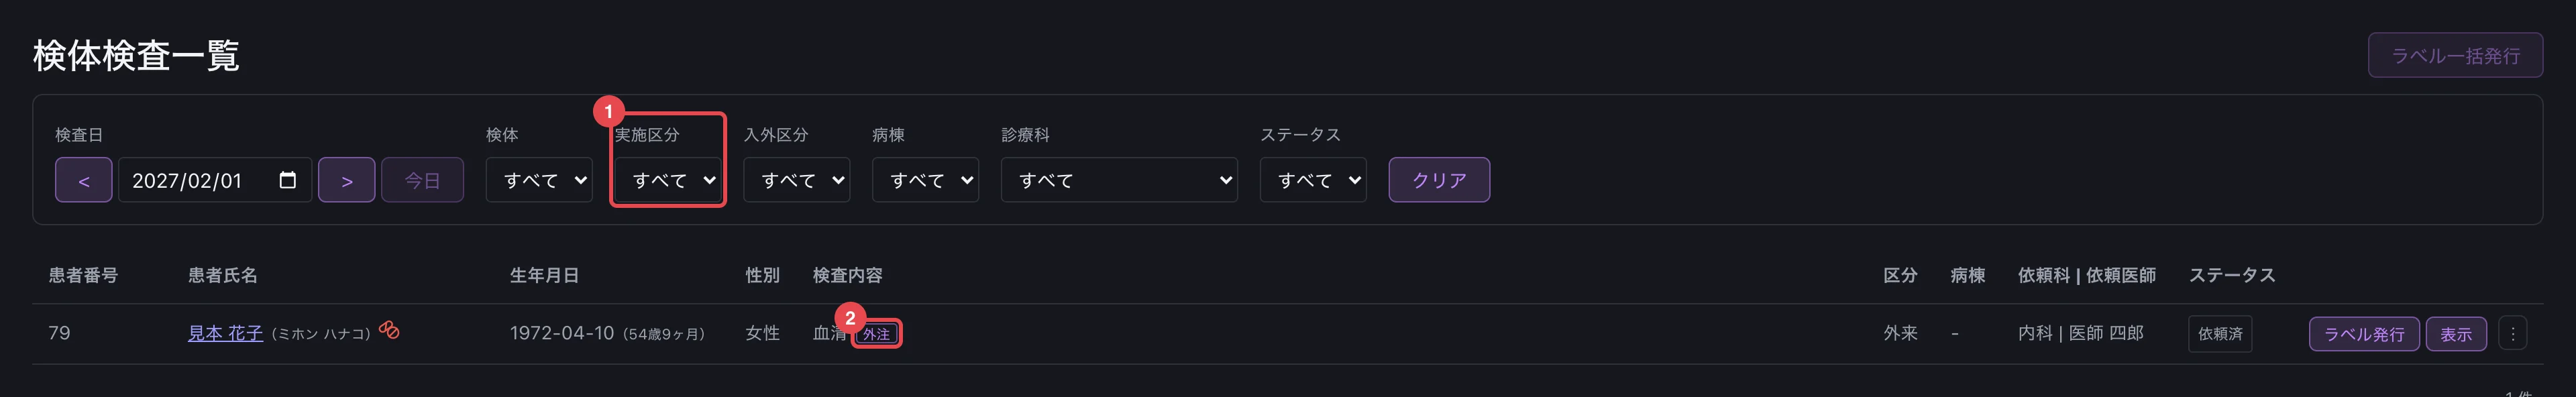 検体検査一覧
ラベル一括発行
検査日 検体 実施区分 入外区分 病棟 診療科 ステータス
1
< 2027/02/01 > 今日 すべて すべて すべて すべて すべて すべて クリア
患者番号 患者氏名 生年月日 性別 検査内容 区分 病棟 依頼科 | 依頼医師 ステータス
2
79 見本 花子 (ミホン ハナコ) 1972-04-10 (54歳9ヶ月) 女性 血清 外注 外来 - 内科 | 医師 四郎 依頼済 ラベル発行 表示 ⋮